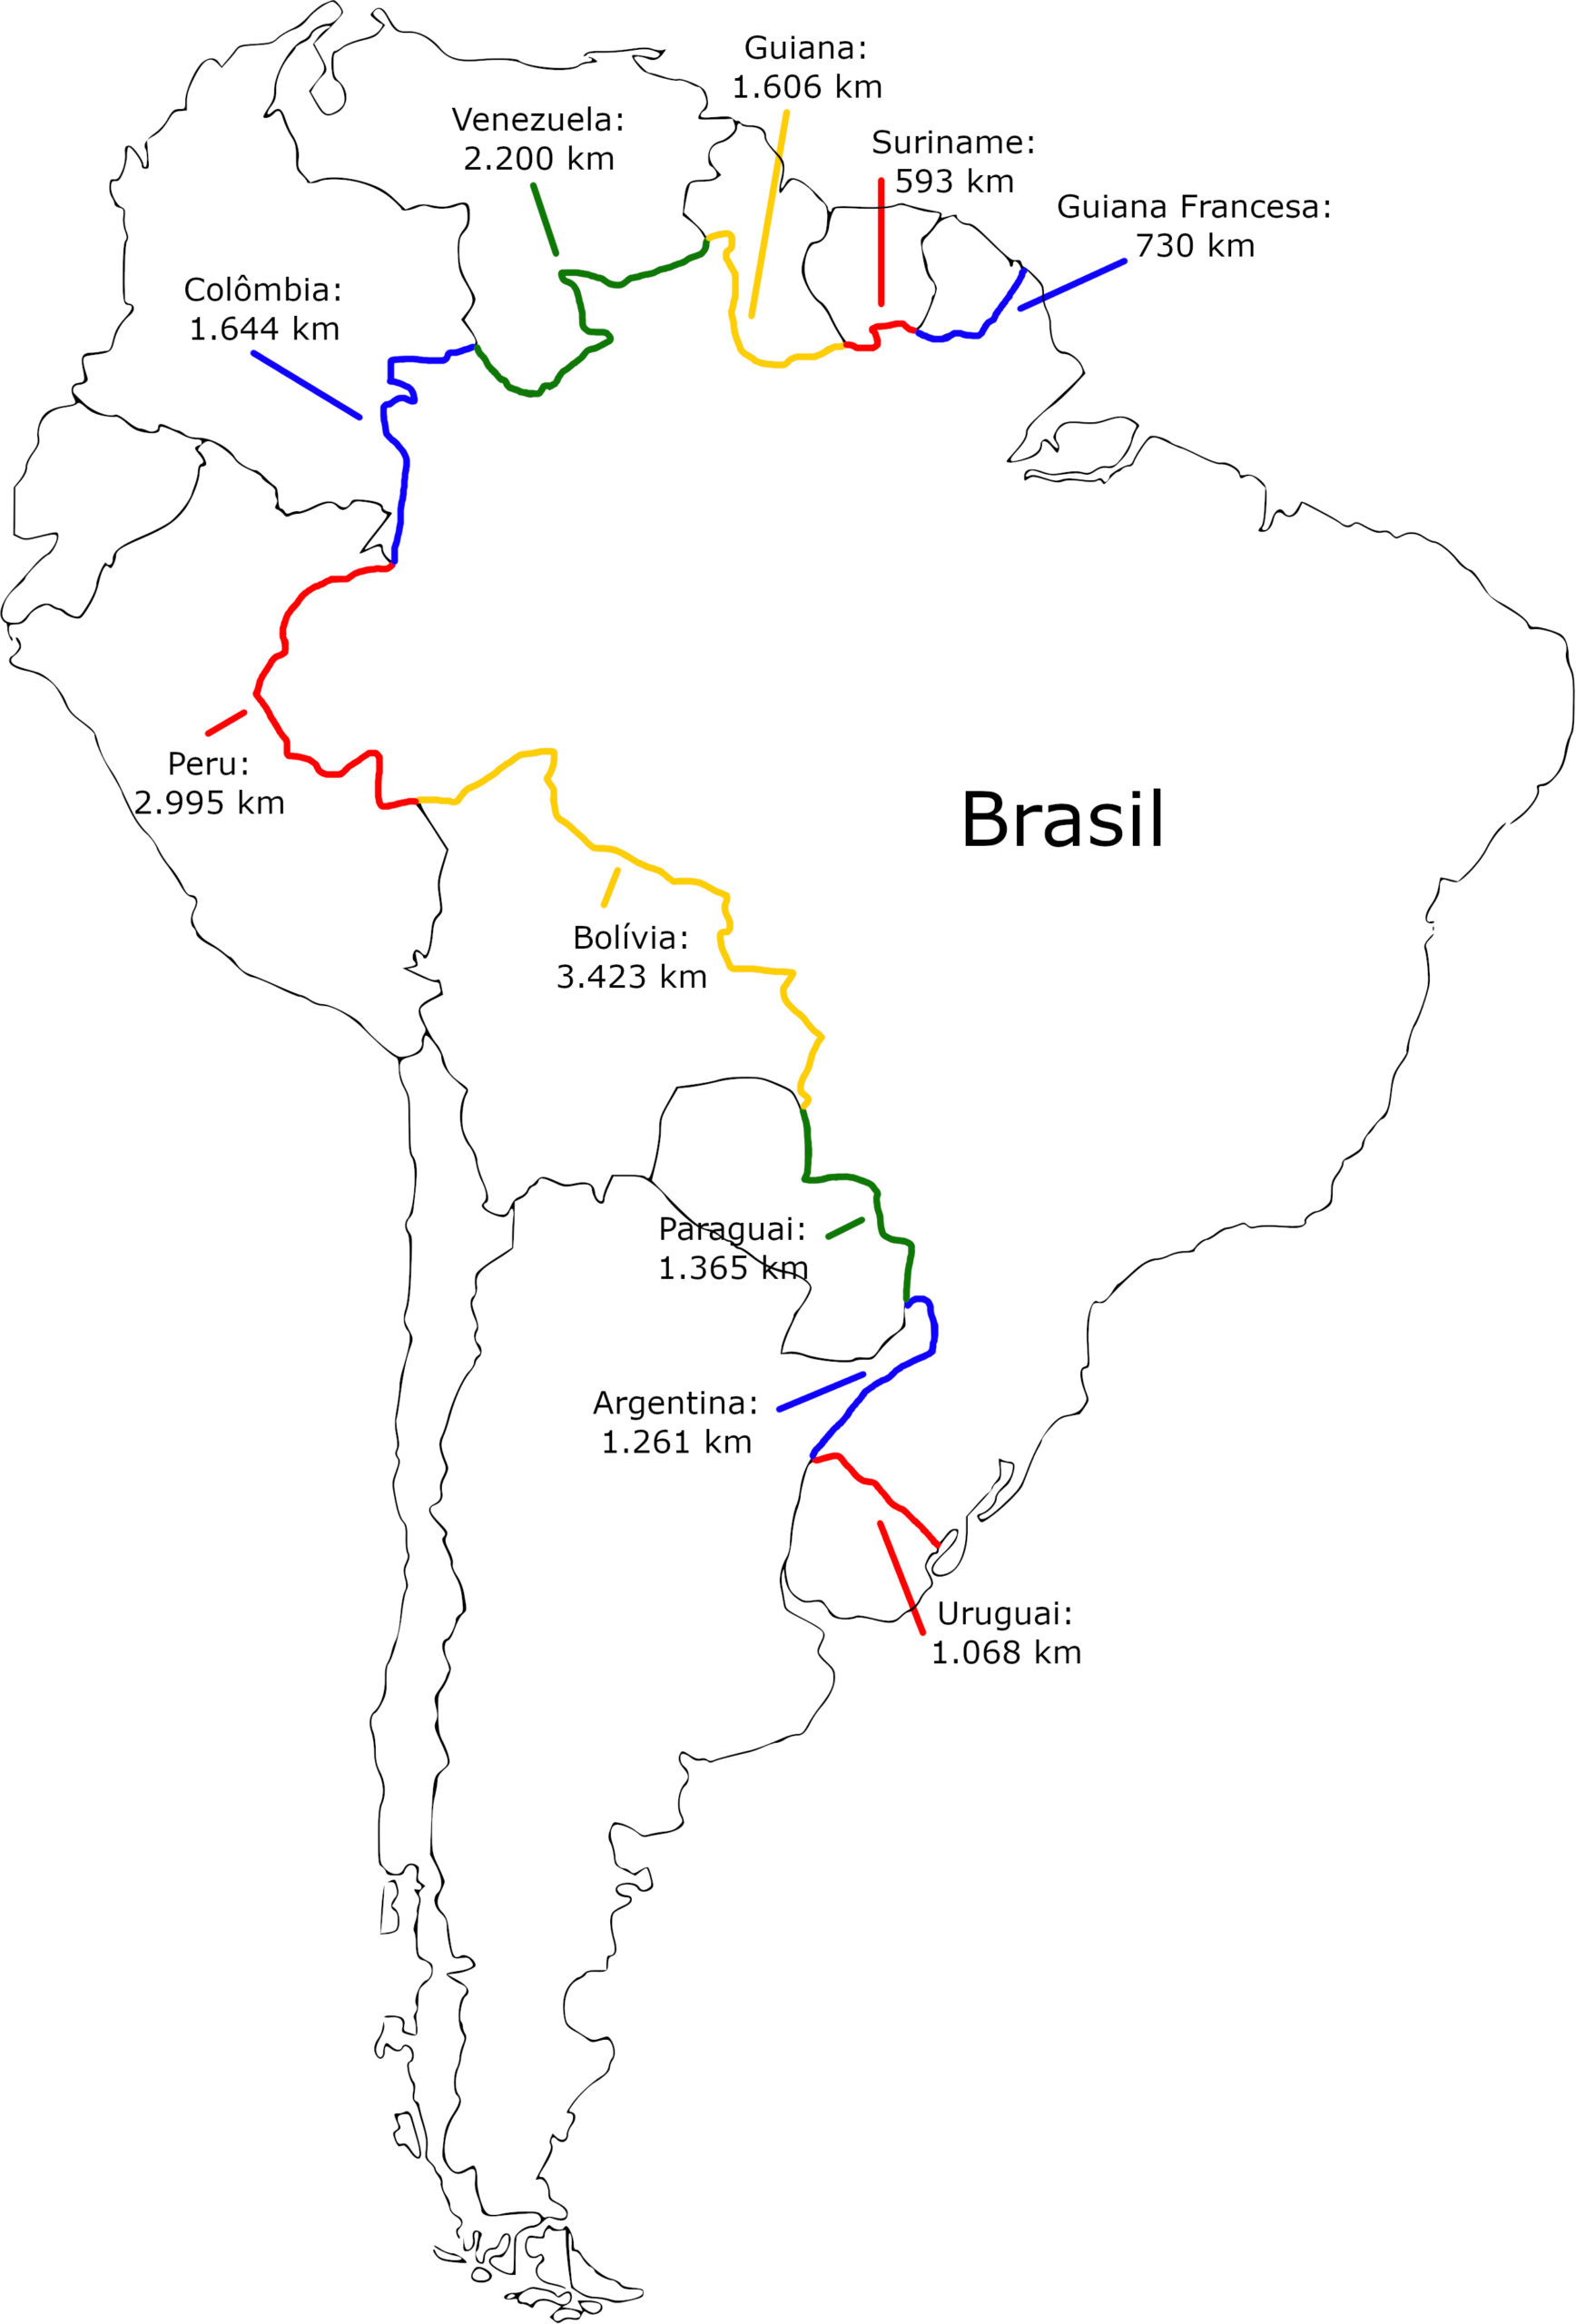 Guiana:
1.606 km
Venezuela:
2.200 km
Suriname:
593 km
Guiana Francesa:
730 km
Colômbia:
1.644 km
Peru:
2.995 km
Brasil
Bolívia:
3.423 km
Paraguai:
1.365 km
Argentina:
1.261 km
Uruguai:
1.068 km